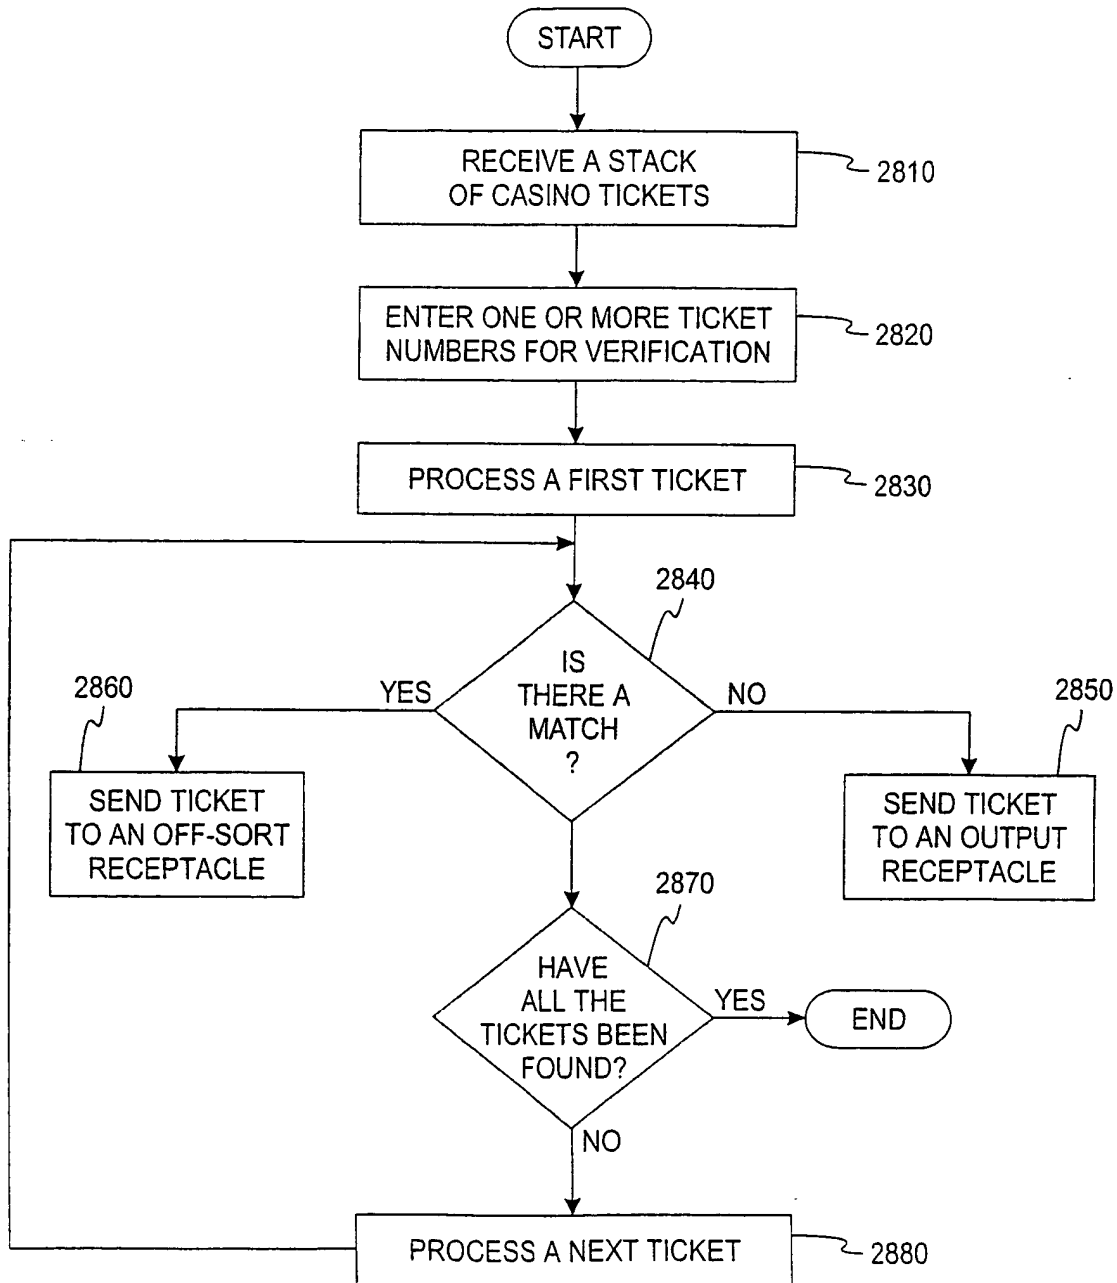 START
RECEIVE A STACK
OF CASINO TICKETS
2810
ENTER ONE OR MORE TICKET
NUMBERS FOR VERIFICATION
2820
PROCESS A FIRST TICKET
2830
2840
IS
THERE A
MATCH
?
YES
NO
2860
SEND TICKET
TO AN OFF-SORT
RECEPTACLE
2850
SEND TICKET
TO AN OUTPUT
RECEPTACLE
2870
HAVE
ALL THE
TICKETS BEEN
FOUND?
YES
END
NO
PROCESS A NEXT TICKET
2880